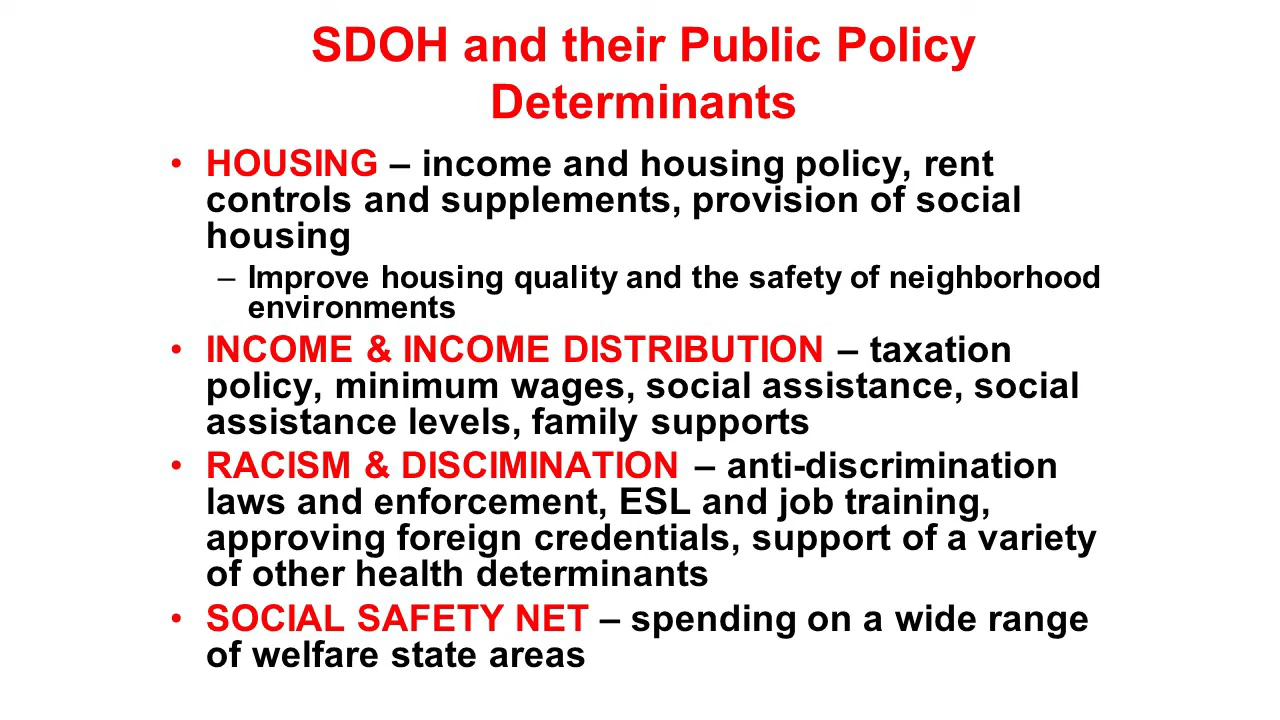 SDOH and their Public Policy
Determinants
• HOUSING – income and housing policy, rent
controls and supplements, provision of social
housing
– Improve housing quality and the safety of neighborhood
environments
• INCOME & INCOME DISTRIBUTION – taxation
policy, minimum wages, social assistance, social
assistance levels, family supports
• RACISM & DISCIMINATION – anti-discrimination
laws and enforcement, ESL and job training,
approving foreign credentials, support of a variety
of other health determinants
• SOCIAL SAFETY NET – spending on a wide range
of welfare state areas